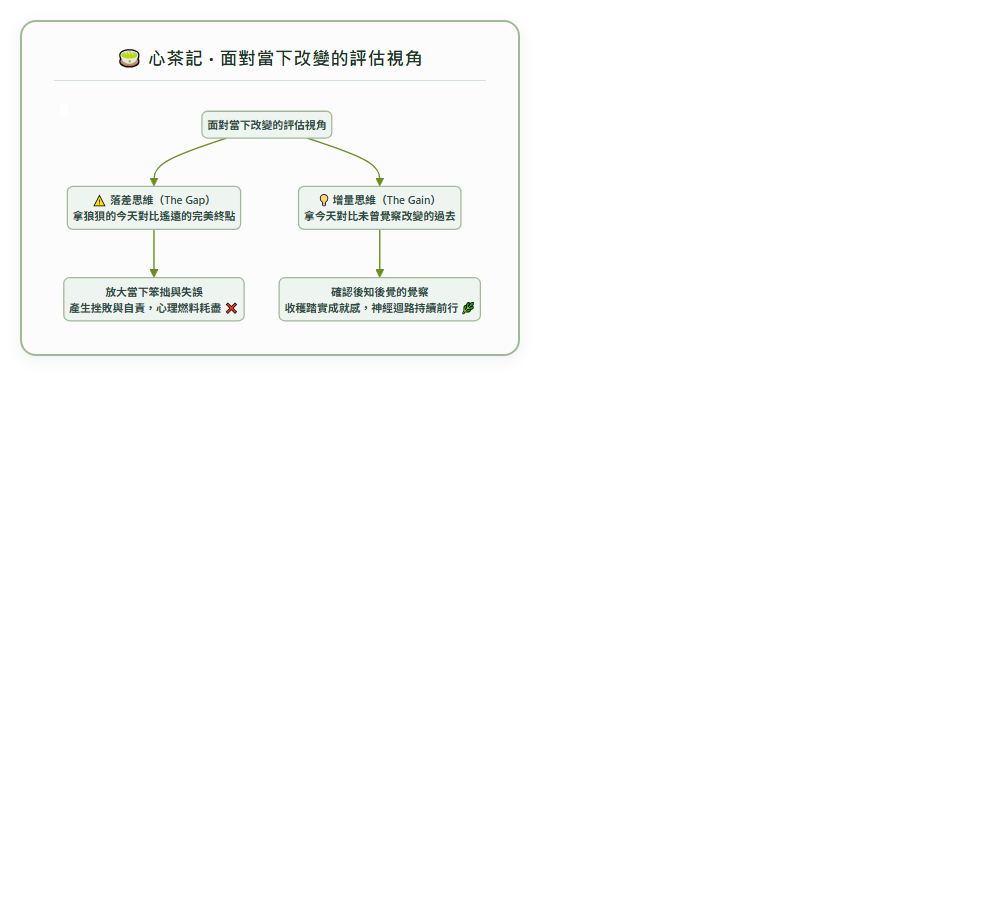 🍵 心茶記 · 面對當下改變的評估視角
面對當下改變的評估視角
⚠️ 落差思維（The Gap）
拿狼狽的今天對比遙遠的完美終點
💡 增量思維（The Gain）
拿今天對比未曾覺察改變的過去
放大當下笨拙與失誤
產生挫敗與自責，心理燃料耗盡 ❌
確認後知後覺的覺察
收穫踏實成就感，神經迴路持續前行 🌿